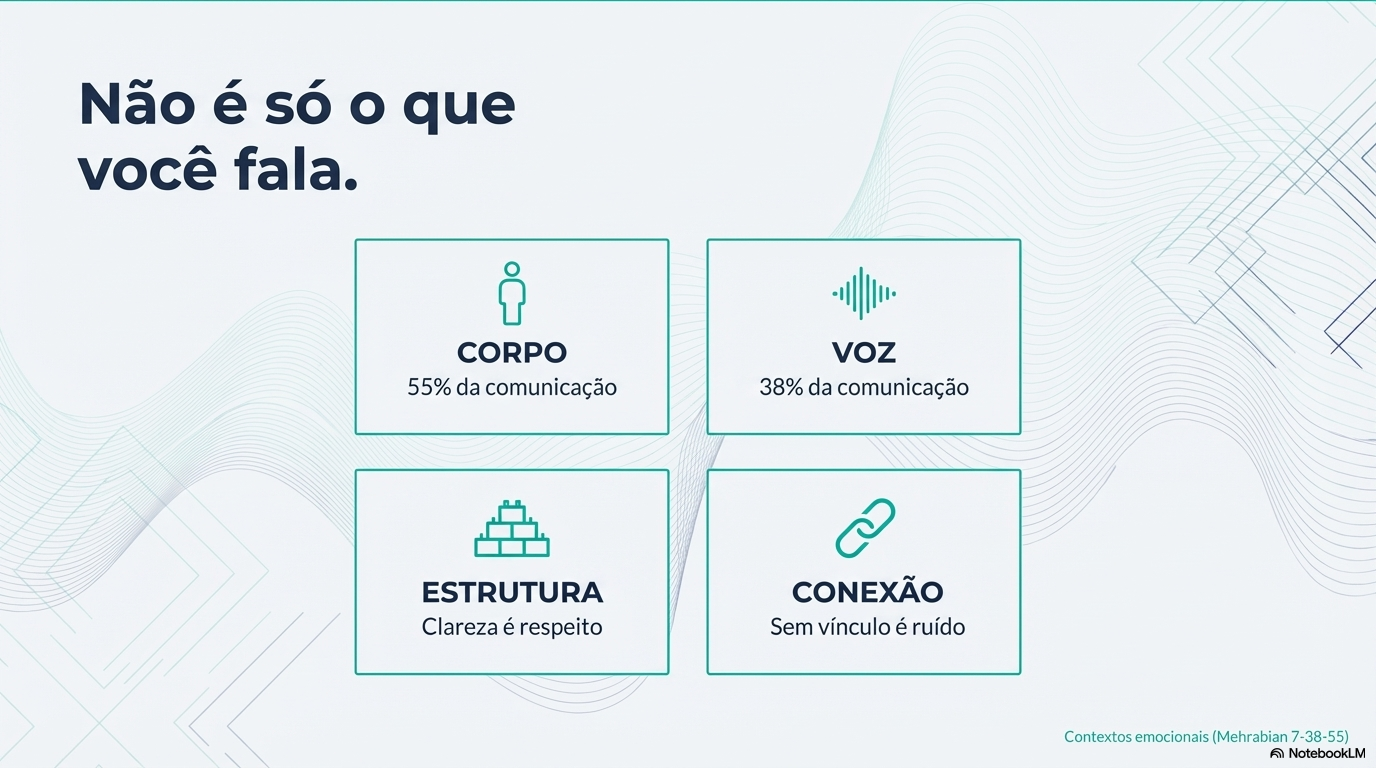 Não é só o que
você fala.
CORPO
55% da comunicação
VOZ
38% da comunicação
ESTRUTURA
Clareza é respeito
CONEXÃO
Sem vínculo é ruído
Contextos emocionais (Mehrabian 7-38-55)
NotebookLM